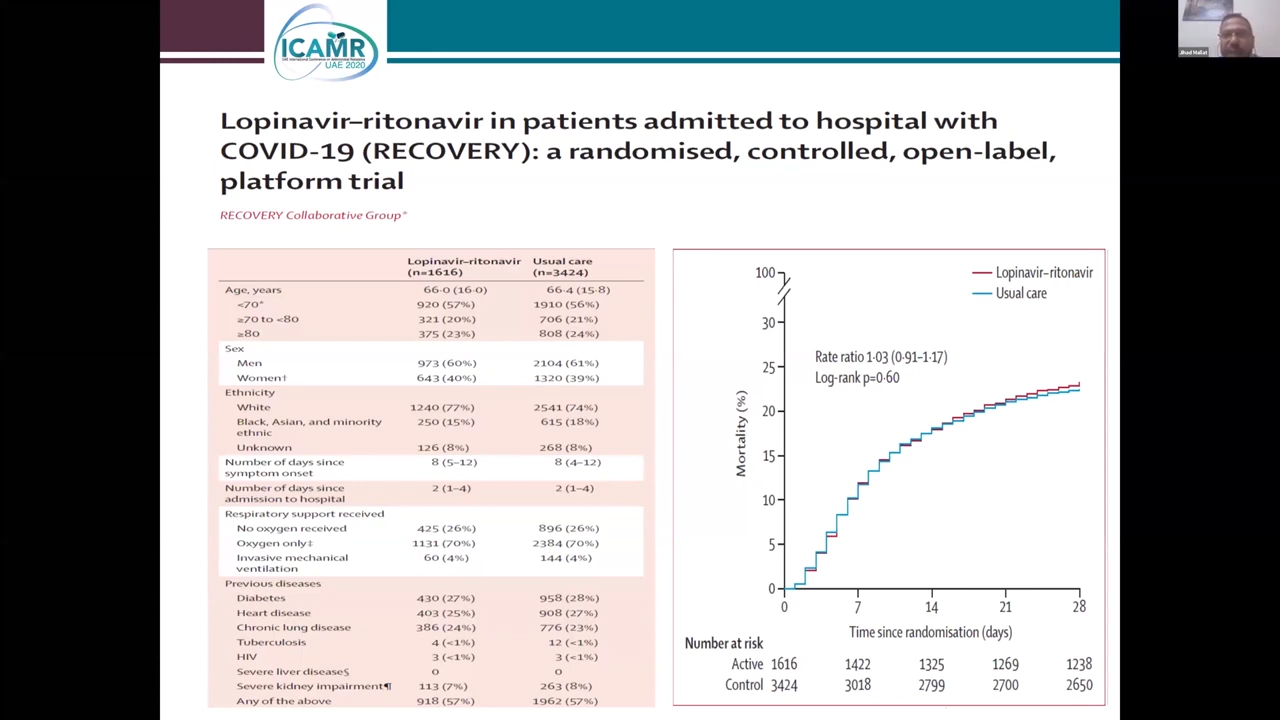 ICAMR
UAE 2020
Jihad Mallat
Lopinavir–ritonavir in patients admitted to hospital with
COVID-19 (RECOVERY): a randomised, controlled, open-label,
platform trial
RECOVERY Collaborative Group*
Lopinavir–ritonavir Usual care
(n=1616) (n=3424)
Age, years 66·0 (16·0) 66·4 (15·8)
<70* 920 (57%) 1910 (56%)
≥70 to <80 321 (20%) 706 (21%)
≥80 375 (23%) 808 (24%)
Sex
Men 973 (60%) 2104 (61%)
Women† 643 (40%) 1320 (39%)
Ethnicity
White 1240 (77%) 2541 (74%)
Black, Asian, and minority 250 (15%) 615 (18%)
ethnic
Unknown 126 (8%) 268 (8%)
Number of days since 8 (5–12) 8 (4–12)
symptom onset
Number of days since 2 (1–4) 2 (1–4)
admission to hospital
Respiratory support received
No oxygen received 425 (26%) 896 (26%)
Oxygen only‡ 1131 (70%) 2384 (70%)
Invasive mechanical 60 (4%) 144 (4%)
ventilation
Previous diseases
Diabetes 430 (27%) 958 (28%)
Heart disease 403 (25%) 908 (27%)
Chronic lung disease 386 (24%) 776 (23%)
Tuberculosis 4 (<1%) 12 (<1%)
HIV 3 (<1%) 3 (<1%)
Severe liver disease§ 0 0
Severe kidney impairment¶ 113 (7%) 263 (8%)
Any of the above 918 (57%) 1962 (57%)
Lopinavir–ritonavir
Usual care
Rate ratio 1·03 (0·91–1·17)
Log-rank p=0·60
Mortality (%)
100
30
25
20
15
10
5
0
0 7 14 21 28
Time since randomisation (days)
Number at risk
Active 1616 1422 1325 1269 1238
Control 3424 3018 2799 2700 2650